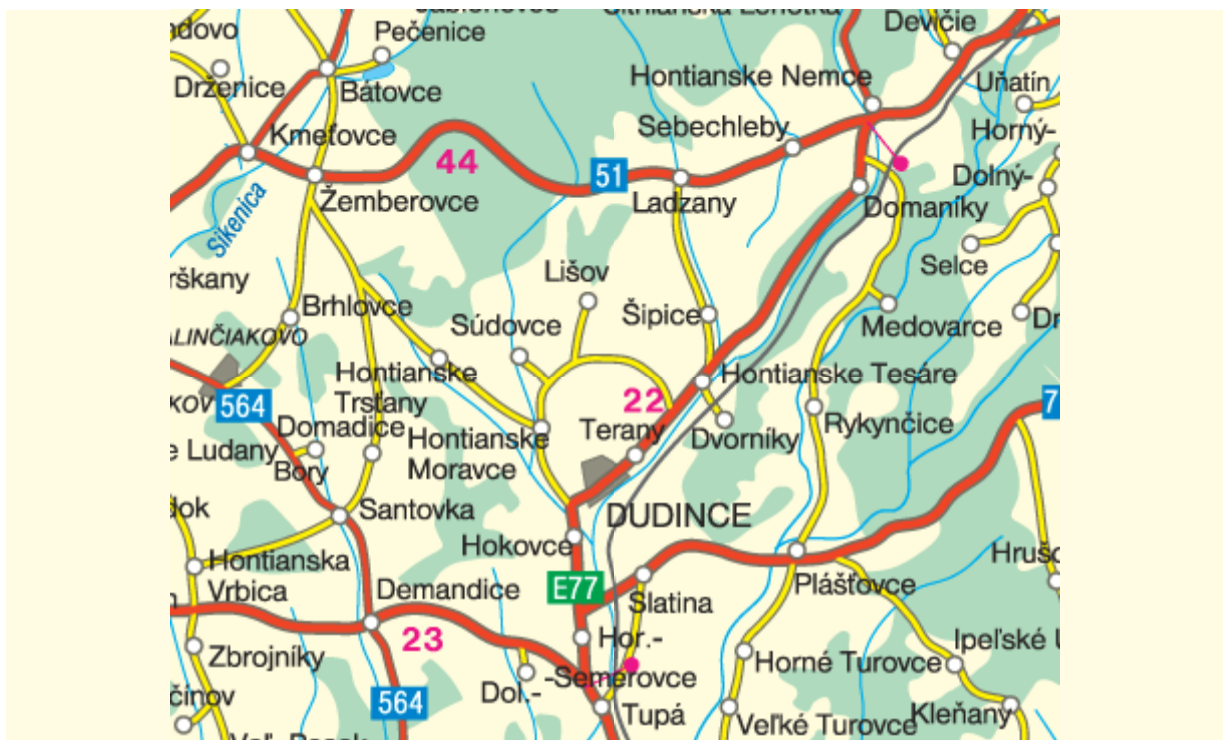 Pečenice
Devičie
Drženice
Bátovce
Hontianske Nemce
Uňatín
Kmeťovce
Sebechleby
Horný-
44
51
Dolný-
Žemberovce
Ladzany
Domaníky
Sikenica
Lišov
Selce
Brhlovce
Súdovce
Šipice
Medovarce
Hontianske
Trsťany
Hontianske Tesáre
22
564
Domadice
Hontianske
Moravce
Terany
Dvorníky
Rykynčice
7
Ludany
Bory
Santovka
DUDINCE
Hokovce
Hontianska
Vrbica
E77
Plášťovce
Demandice
Slatina
23
Hor.-
Zbrojníky
Dol.-
-Semerovce
Horné Turovce
Ipeľské
564
Tupá
Veľké Turovce
Kleňany